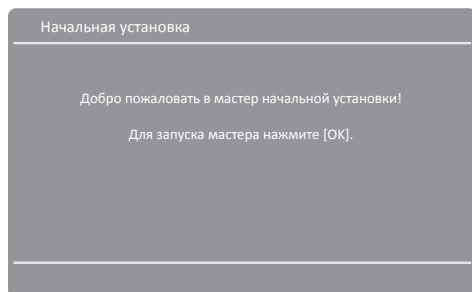 Начальная установка
Добро пожаловать в мастер начальной установки!
Для запуска мастера нажмите [OK].